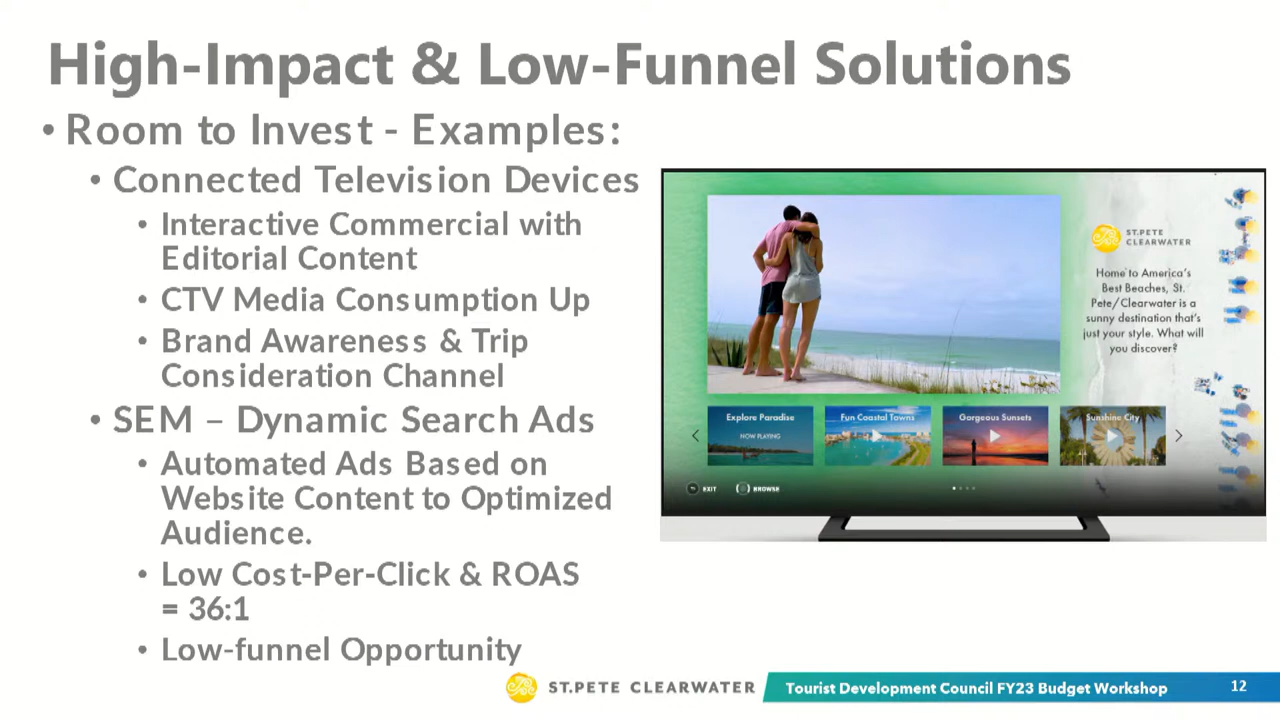 High-Impact & Low-Funnel Solutions
• Room to Invest - Examples:
• Connected Television Devices
• Interactive Commercial with
Editorial Content
• CTV Media Consumption Up
• Brand Awareness & Trip
Consideration Channel
• SEM – Dynamic Search Ads
• Automated Ads Based on
Website Content to Optimized
Audience.
• Low Cost-Per-Click & ROAS
= 36:1
• Low-funnel Opportunity
ST.PETE
CLEARWATER
Home to America's
Best Beaches, St.
Pete/Clearwater is a
sunny destination that's
just your style. What will
you discover?
Explore Paradise
NOW PLAYING
Fun Coastal Towns
Gorgeous Sunsets
Sunshine City
EXIT
BROWSE
ST.PETE CLEARWATER
Tourist Development Council FY23 Budget Workshop
12